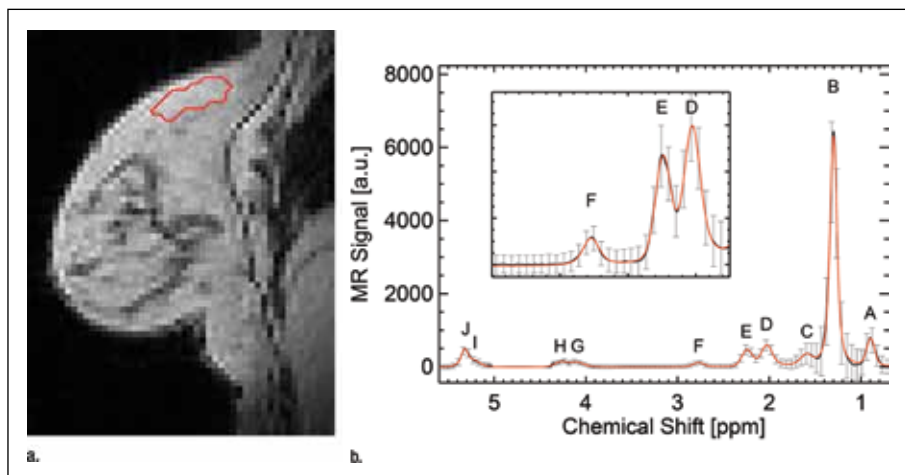 8000
6000
4000
2000
0
MR Signal [a.u.]
B
E D
F
J
I
H G
F
E D
C
A
5 4 3 2 1
Chemical Shift [ppm]
a.
b.